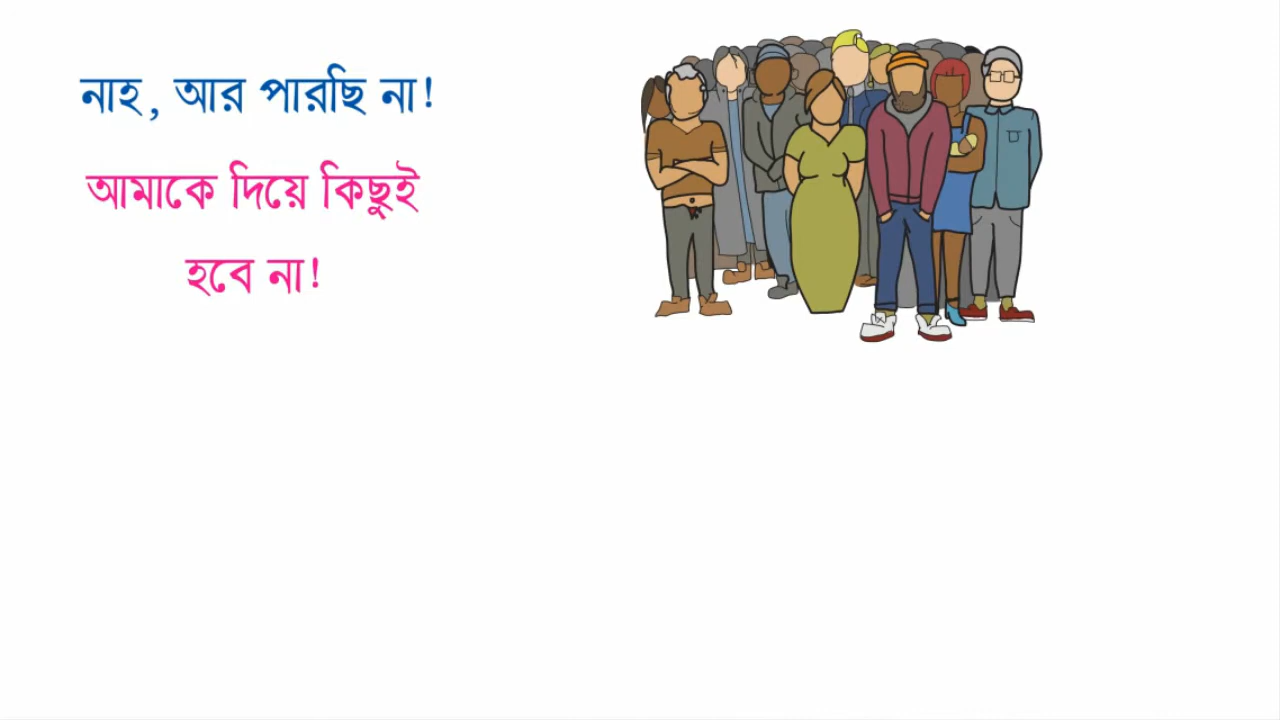 নাহ, আর পারছি না!
আমাকে দিয়ে কিছুই
হবে না!